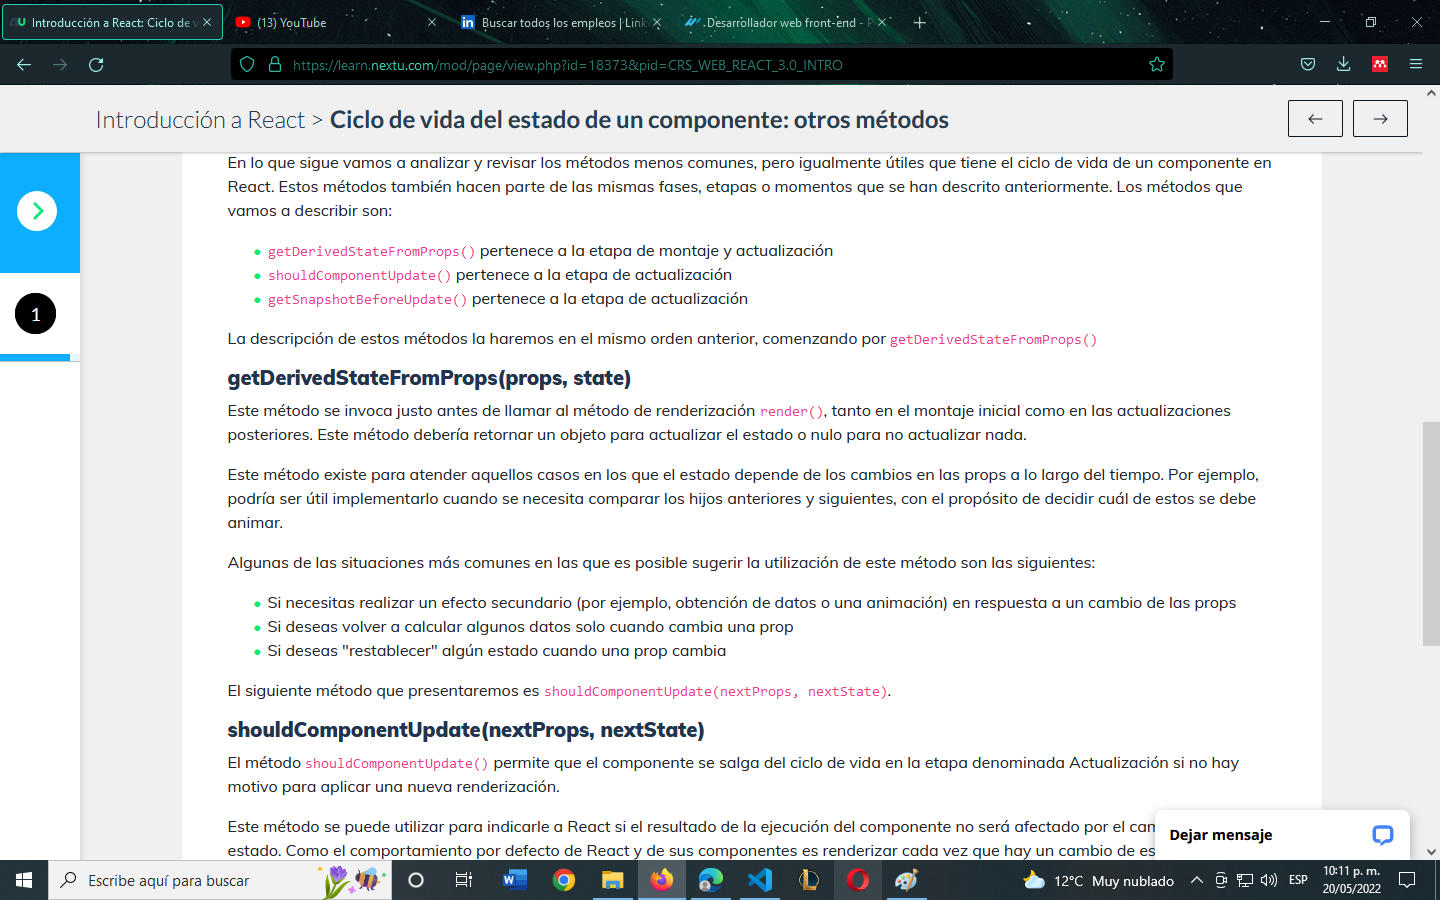 Introducción a React: Ciclo de v
(13) YouTube
Buscar todos los empleos | Link
Desarrollador web front-end - P
https://learn.nextu.com/mod/page/view.php?id=18373&pid=CRS_WEB_REACT_3.0_INTRO
Introducción a React > Ciclo de vida del estado de un componente: otros métodos
1
En lo que sigue vamos a analizar y revisar los métodos menos comunes, pero igualmente útiles que tiene el ciclo de vida de un componente en
React. Estos métodos también hacen parte de las mismas fases, etapas o momentos que se han descrito anteriormente. Los métodos que
vamos a describir son:
getDerivedStateFromProps() pertenece a la etapa de montaje y actualización
shouldComponentUpdate() pertenece a la etapa de actualización
getSnapshotBeforeUpdate() pertenece a la etapa de actualización
La descripción de estos métodos la haremos en el mismo orden anterior, comenzando por getDerivedStateFromProps()
getDerivedStateFromProps(props, state)
Este método se invoca justo antes de llamar al método de renderización render(), tanto en el montaje inicial como en las actualizaciones
posteriores. Este método debería retornar un objeto para actualizar el estado o nulo para no actualizar nada.
Este método existe para atender aquellos casos en los que el estado depende de los cambios en las props a lo largo del tiempo. Por ejemplo,
podría ser útil implementarlo cuando se necesita comparar los hijos anteriores y siguientes, con el propósito de decidir cuál de estos se debe
animar.
Algunas de las situaciones más comunes en las que es posible sugerir la utilización de este método son las siguientes:
Si necesitas realizar un efecto secundario (por ejemplo, obtención de datos o una animación) en respuesta a un cambio de las props
Si deseas volver a calcular algunos datos solo cuando cambia una prop
Si deseas "restablecer" algún estado cuando una prop cambia
El siguiente método que presentaremos es shouldComponentUpdate(nextProps, nextState).
shouldComponentUpdate(nextProps, nextState)
El método shouldComponentUpdate() permite que el componente se salga del ciclo de vida en la etapa denominada Actualización si no hay
motivo para aplicar una nueva renderización.
Este método se puede utilizar para indicarle a React si el resultado de la ejecución del componente no será afectado por el cam
estado. Como el comportamiento por defecto de React y de sus componentes es renderizar cada vez que hay un cambio de es
Dejar mensaje
Escribe aquí para buscar
12°C Muy nublado
ESP
10:11 p. m.
20/05/2022